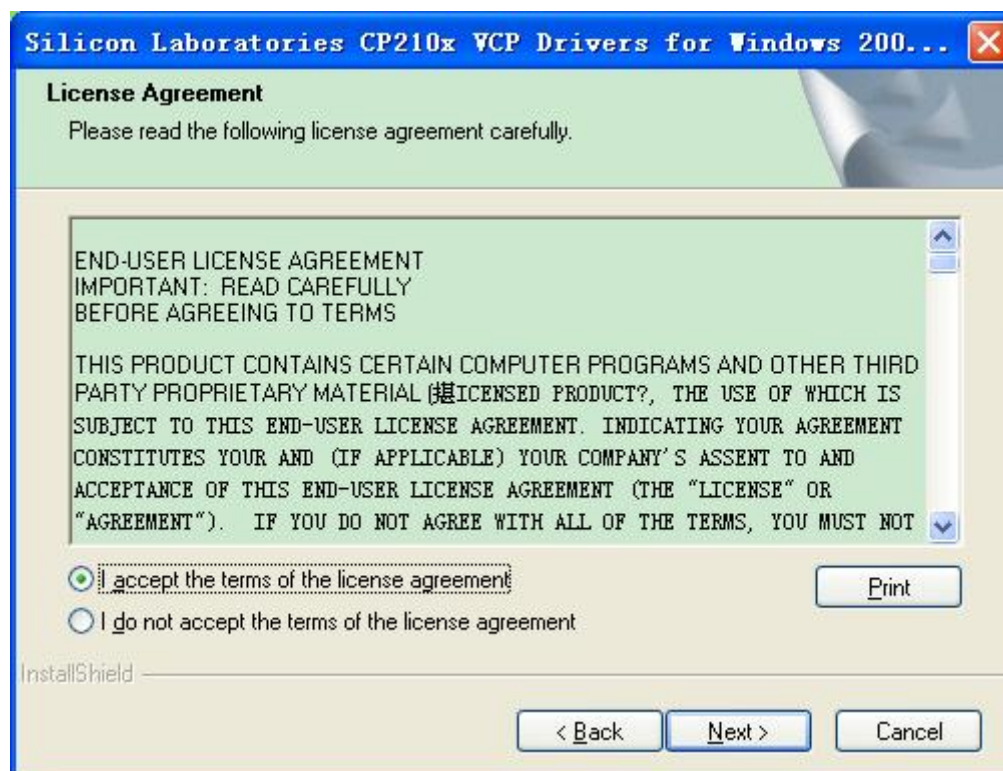 Silicon Laboratories CP210x VCP Drivers for Windows 200...
License Agreement
Please read the following license agreement carefully.
END-USER LICENSE AGREEMENT
IMPORTANT: READ CAREFULLY
BEFORE AGREEING TO TERMS
THIS PRODUCT CONTAINS CERTAIN COMPUTER PROGRAMS AND OTHER THIRD
PARTY PROPRIETARY MATERIAL (揕ICENSED PRODUCT?, THE USE OF WHICH IS
SUBJECT TO THIS END-USER LICENSE AGREEMENT. INDICATING YOUR AGREEMENT
CONSTITUTES YOUR AND (IF APPLICABLE) YOUR COMPANY'S ASSENT TO AND
ACCEPTANCE OF THIS END-USER LICENSE AGREEMENT (THE "LICENSE" OR
"AGREEMENT"). IF YOU DO NOT AGREE WITH ALL OF THE TERMS, YOU MUST NOT
I accept the terms of the license agreement
Print
I do not accept the terms of the license agreement
InstallShield
< Back
Next >
Cancel